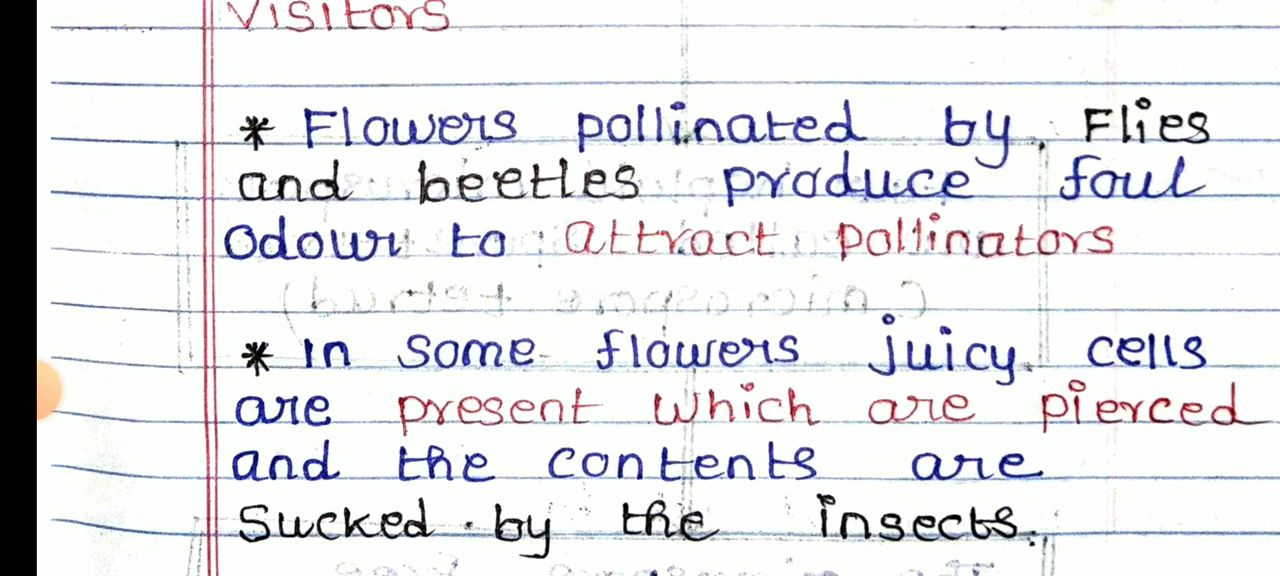 Visitors
* Flowers pollinated by Flies
and beetles produce foul
odour to attract pollinators
* In some flowers juicy cells
are present which are pierced
and the contents are
Sucked by the insects.